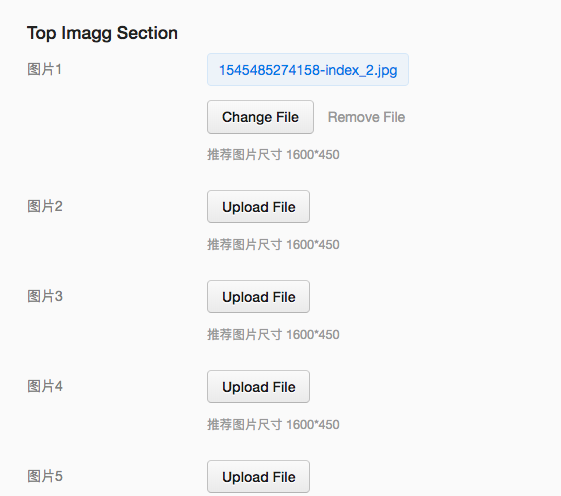 Top Imagg Section
图片1
1545485274158-index_2.jpg
Change File Remove File
推荐图片尺寸 1600*450
图片2
Upload File
推荐图片尺寸 1600*450
图片3
Upload File
推荐图片尺寸 1600*450
图片4
Upload File
推荐图片尺寸 1600*450
图片5
Upload File